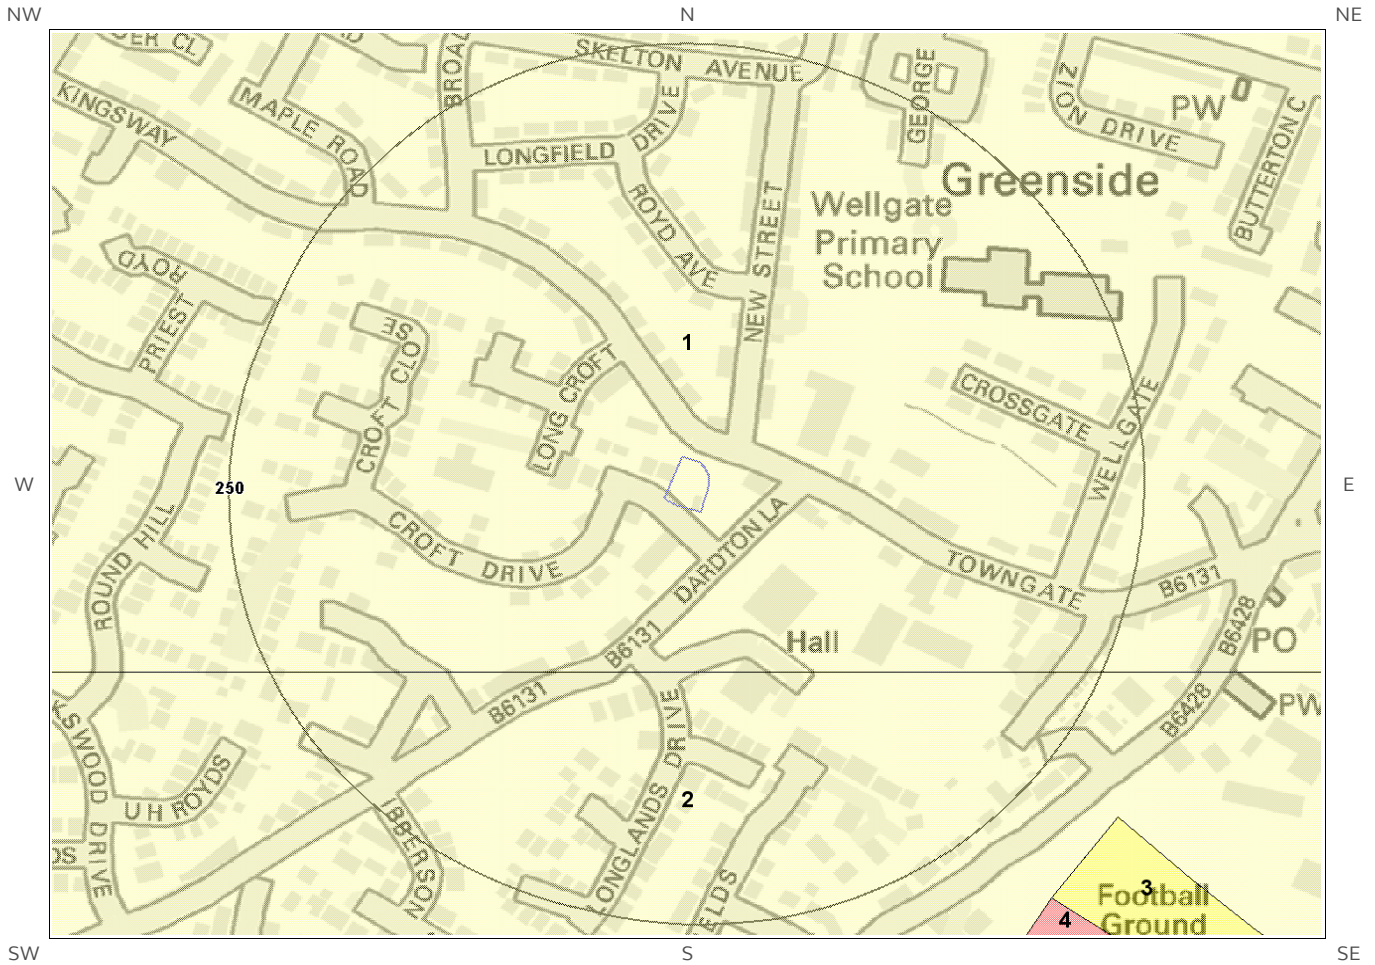 NW
N
NE
SKELTON AVENUE
GEORGE
ZION DRIVE
PW
BUTTERTON C
KINGSWAY
MAPLE ROAD
LONGFIELD
DRIVE
Greenside
Wellgate
Primary
School
ROYD AVE
NEW STREET
PRIEST
ROYD
CROFT CLOSE
LONG CROFT
1
CROSSGATE
WELLGATE
W
250
E
ROUND HILL
CROFT DRIVE
DARDTON LA
TOWNGATE
B6131
B6131
Hall
B6428
PO
B6131
B6428
PW
DRIVE
UH ROYDS
LONGLANDS DRIVE
2
IBBERSON
3
Football
Ground
4
SW
S
SE